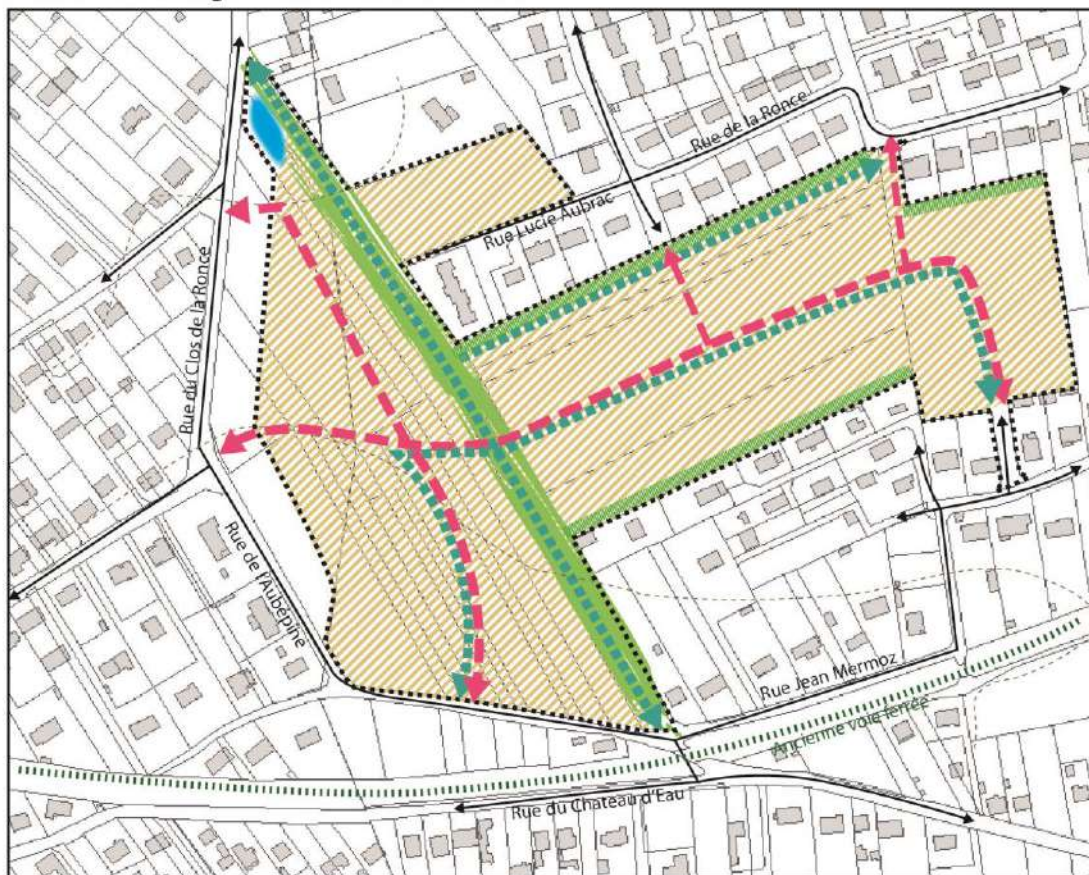 Rue de la Ronce
Rue Lucie Aubrac
Rue du Clos de la Ronce
Rue de l'Aubépine
Rue Jean Mermoz
Ancienne voie ferrée
Rue du Chateau d'Eau